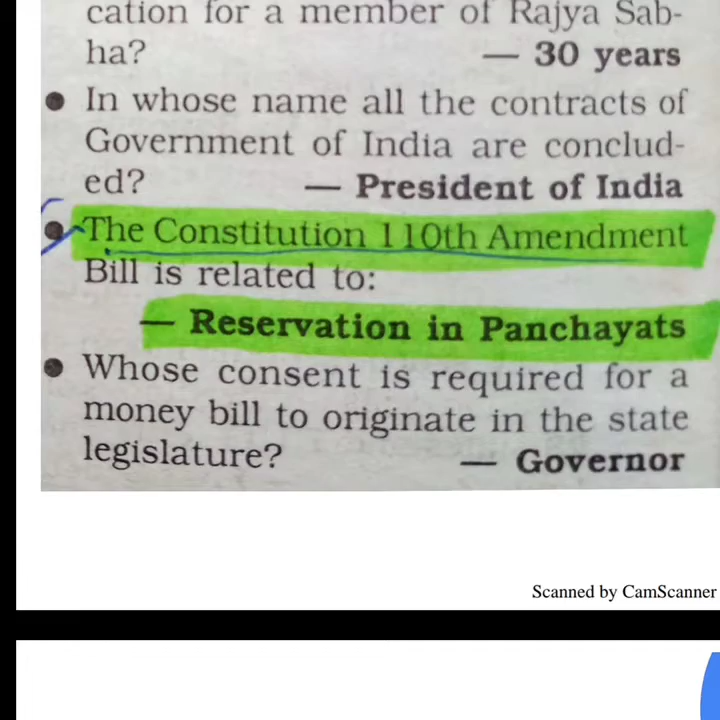 cation for a member of Rajya Sab-
ha? — 30 years
● In whose name all the contracts of
Government of India are conclud-
ed? — President of India
● The Constitution 110th Amendment
Bill is related to:
— Reservation in Panchayats
● Whose consent is required for a
money bill to originate in the state
legislature? — Governor
Scanned by CamScanner